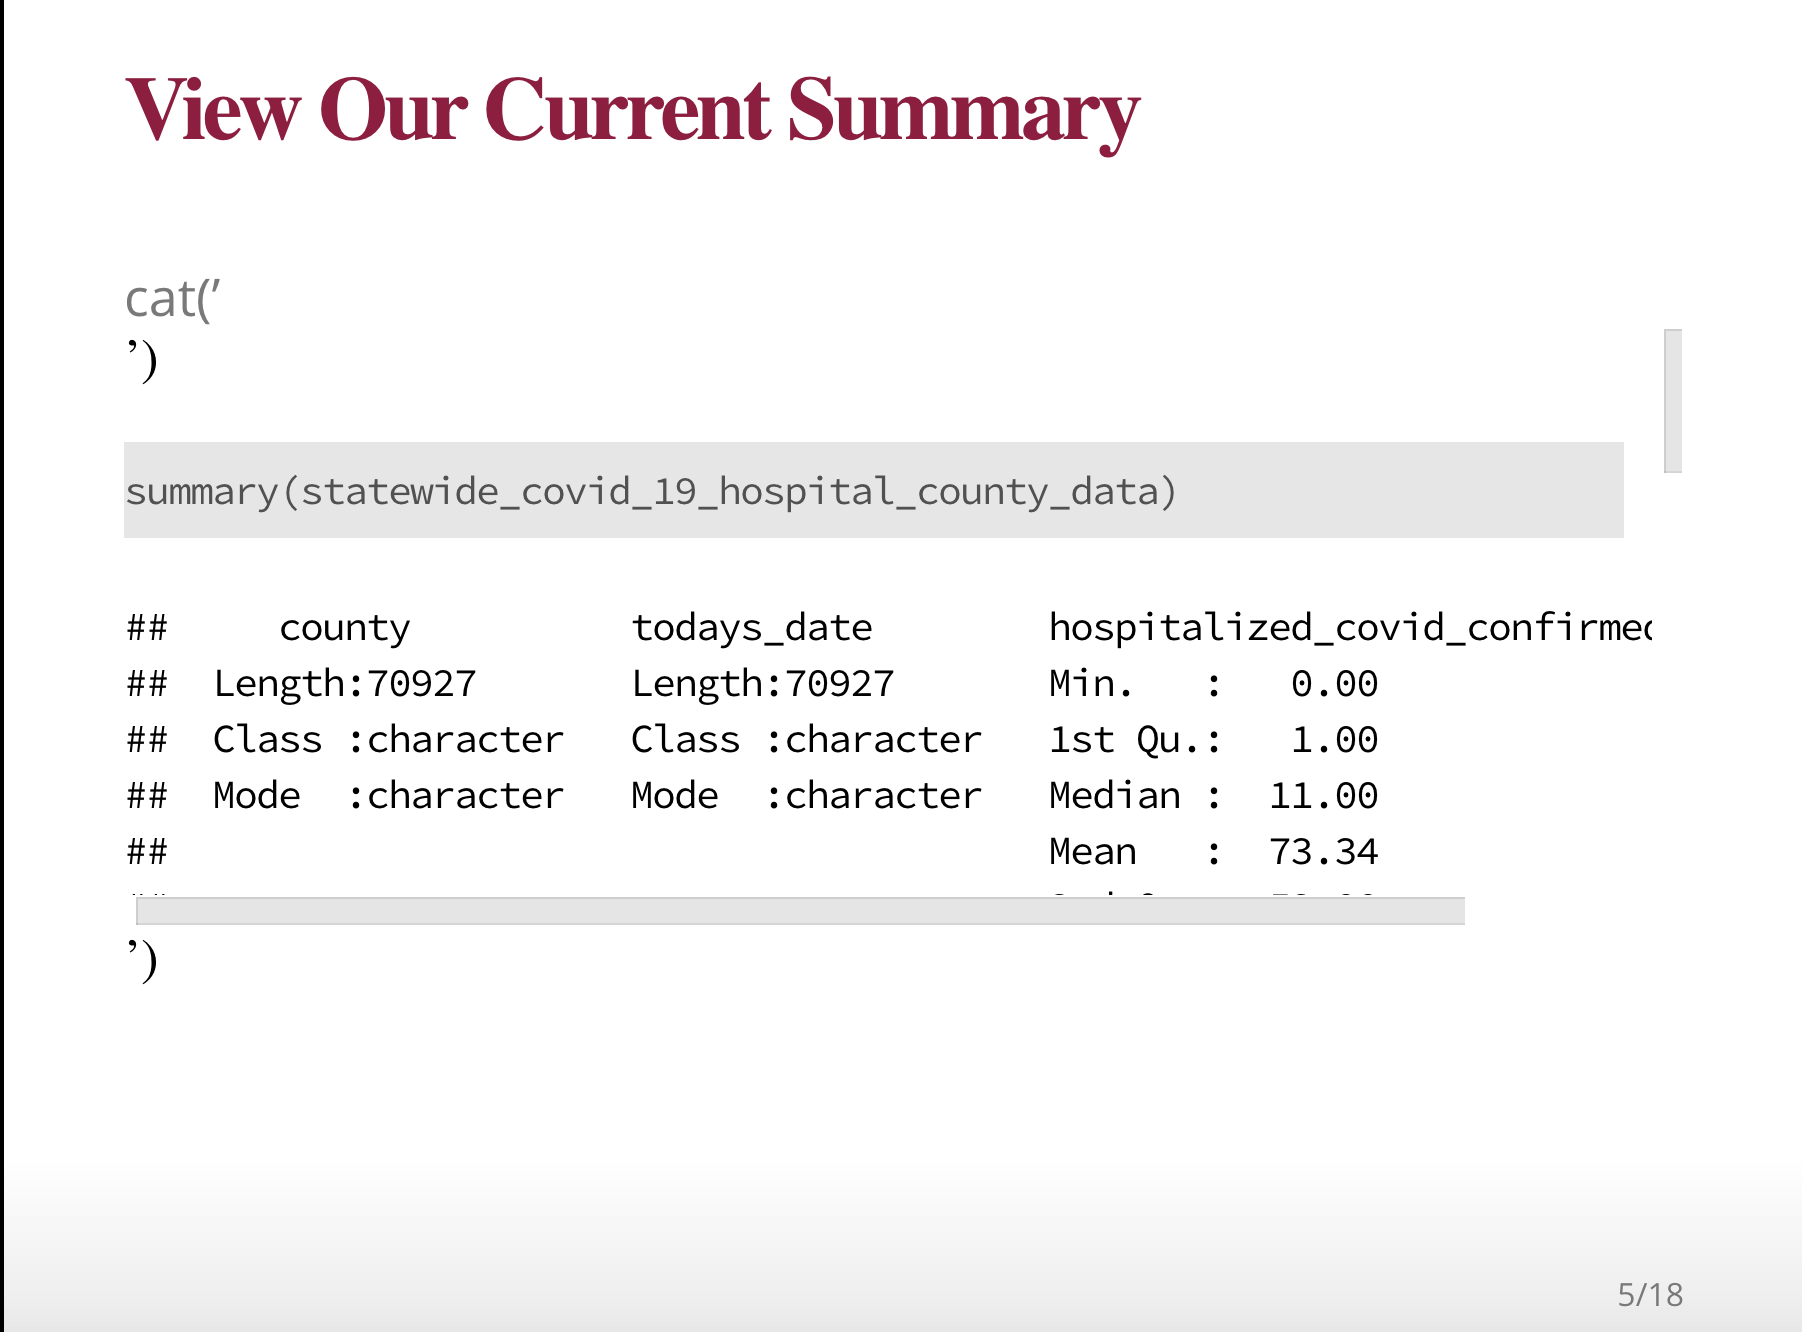 View Our Current Summary
cat(’
’)
summary(statewide_covid_19_hospital_county_data)
##     county          todays_date        hospitalized_covid_confirmed
##  Length:70927       Length:70927       Min.   :   0.00
##  Class :character   Class :character   1st Qu.:   1.00
##  Mode  :character   Mode  :character   Median :  11.00
##                                        Mean   :  73.34
’)
5/18